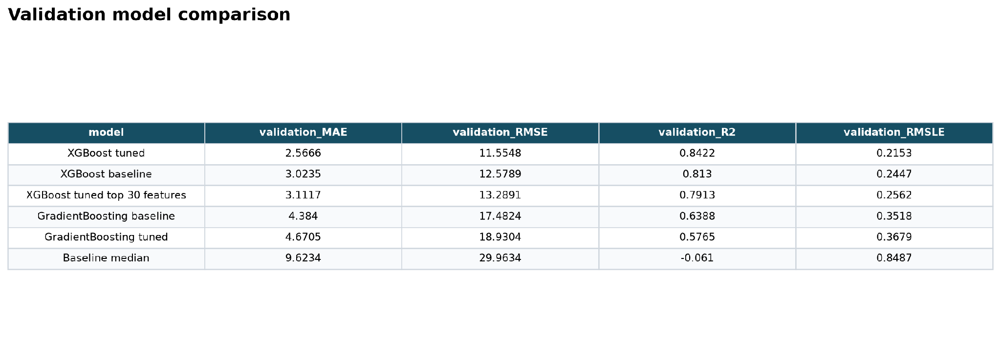 Validation model comparison
model validation_MAE validation_RMSE validation_R2 validation_RMSLE
XGBoost tuned 2.5666 11.5548 0.8422 0.2153
XGBoost baseline 3.0235 12.5789 0.813 0.2447
XGBoost tuned top 30 features 3.1117 13.2891 0.7913 0.2562
GradientBoosting baseline 4.384 17.4824 0.6388 0.3518
GradientBoosting tuned 4.6705 18.9304 0.5765 0.3679
Baseline median 9.6234 29.9634 -0.061 0.8487